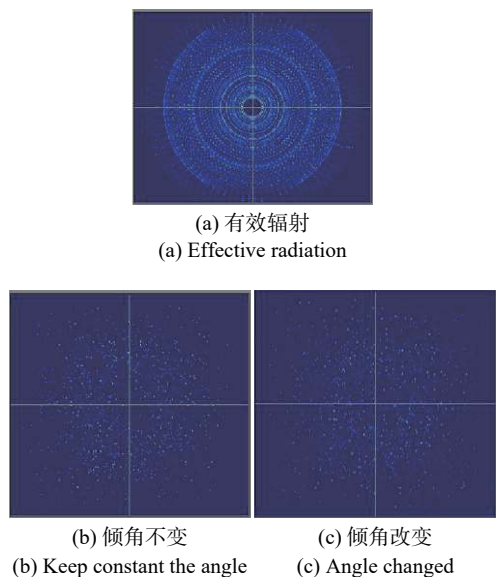 (a) 有效辐射
(a) Effective radiation
(b) 倾角不变
(b) Keep constant the angle
(c) 倾角改变
(c) Angle changed